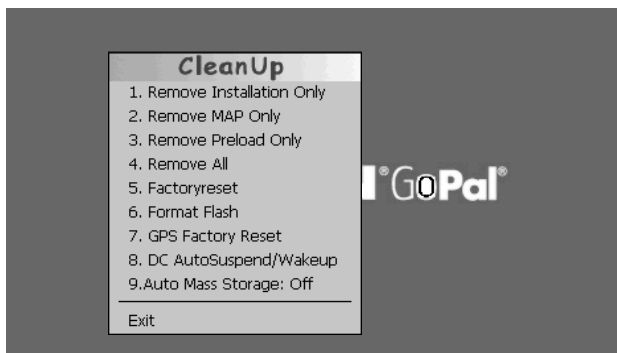 CleanUp
1. Remove Installation Only
2. Remove MAP Only
3. Remove Preload Only
4. Remove All
5. Factoryreset
6. Format Flash
7. GPS Factory Reset
8. DC AutoSuspend/Wakeup
9.Auto Mass Storage: Off
Exit
®GoPal®